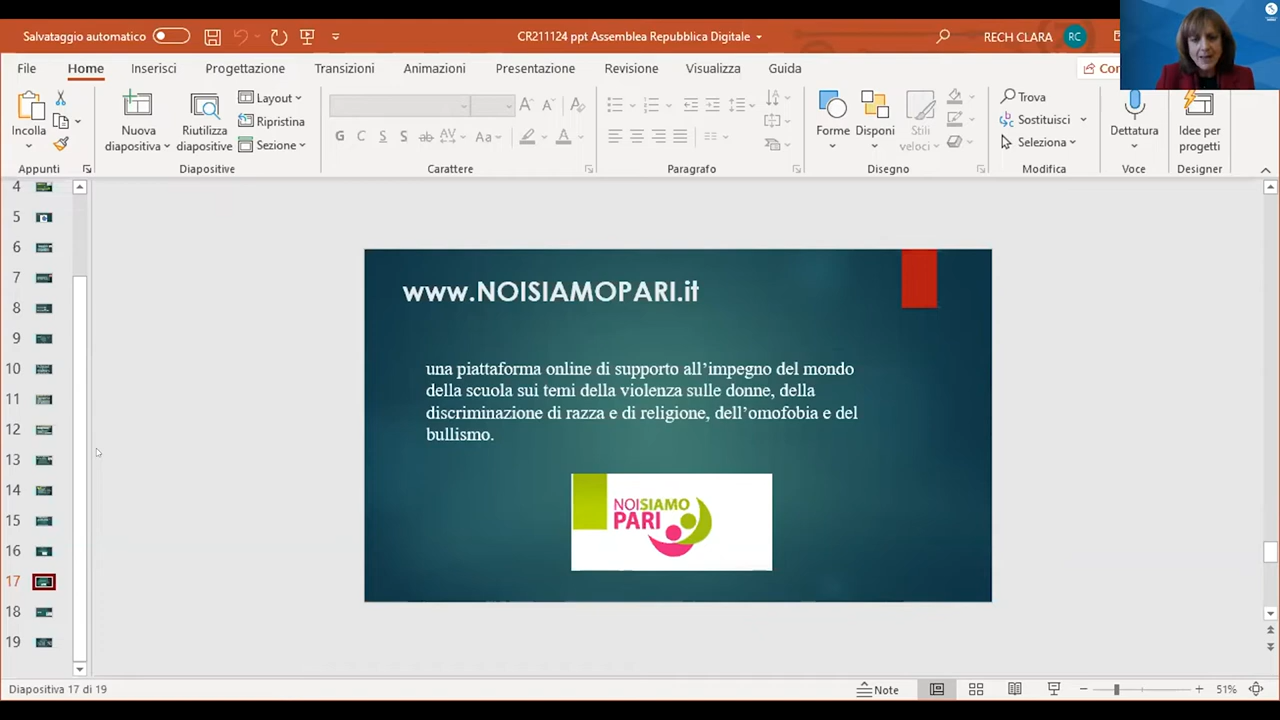 Salvataggio automatico
CR211124 ppt Assemblea Repubblica Digitale
RECH CLARA
RC
File Home Inserisci Progettazione Transizioni Animazioni Presentazione Revisione Visualizza Guida
Incolla
Appunti
Nuova diapositiva
Riutilizza diapositive
Layout
Ripristina
Sezione
Diapositive
G C S S ab AV Aa
A A A
Carattere
Paragrafo
Forme
Disponi
Stili veloci
Disegno
Trova
Sostituisci
Seleziona
Modifica
Dettatura
Voce
Idee per progetti
Designer
4
5
6
7
8
9
10
11
12
13
14
15
16
17
18
19
www.NOISIAMOPARI.it
una piattaforma online di supporto all’impegno del mondo
della scuola sui temi della violenza sulle donne, della
discriminazione di razza e di religione, dell’omofobia e del
bullismo.
NOISIAMO
PARI
Diapositiva 17 di 19
Note
51%